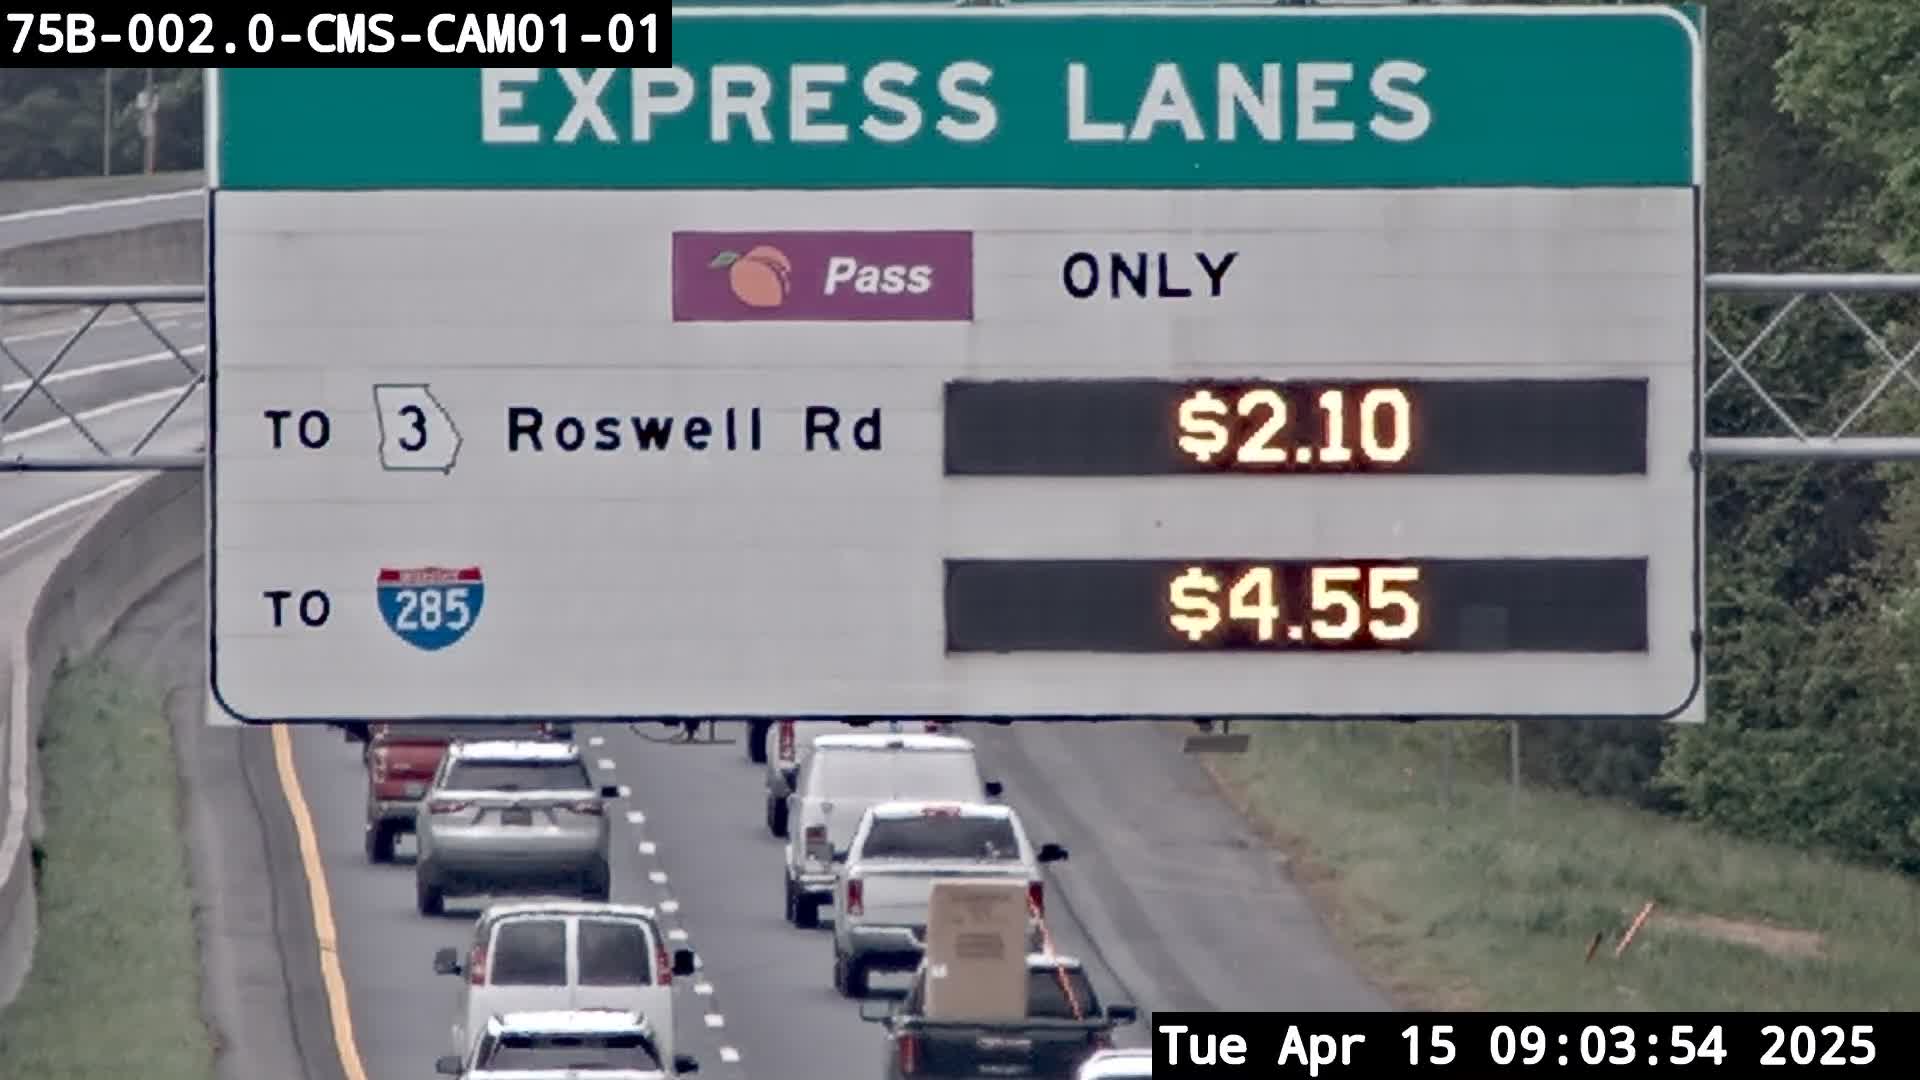 75B-002.0-CMS-CAM01-01
EXPRESS LANES
Pass ONLY
TO 3 Roswell Rd $2.10
TO 285 $4.55
Tue Apr 15 09:03:54 2025